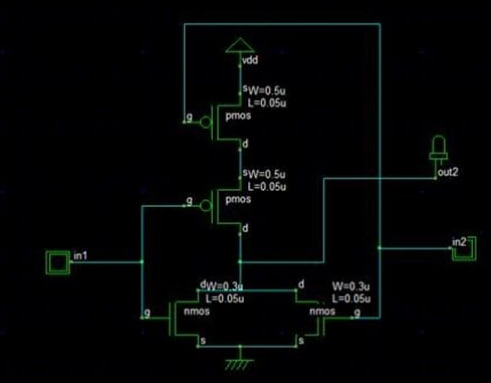 vdd
s W=0.5u
L=0.05u
g
pmos
d
s W=0.5u
L=0.05u
g
pmos
d
out2
in2
in1
d W=0.3u
L=0.05u
d
W=0.3u
L=0.05u
g
nmos
nmos
g
s
s